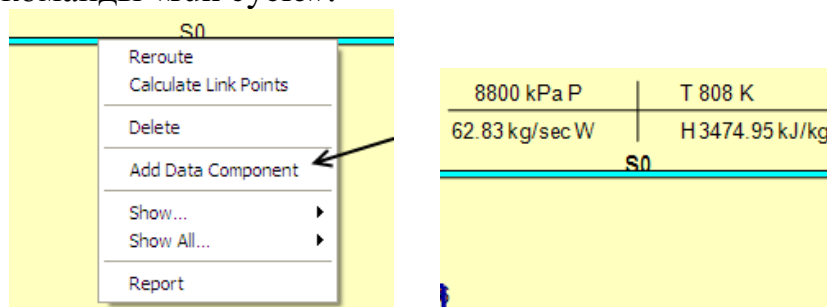 S0
Reroute
Calculate Link Points
Delete
Add Data Component
Show...
Show All...
Report
8800 kPa P T 808 K
62.83 kg/sec W H 3474.95 kJ/kg
S0